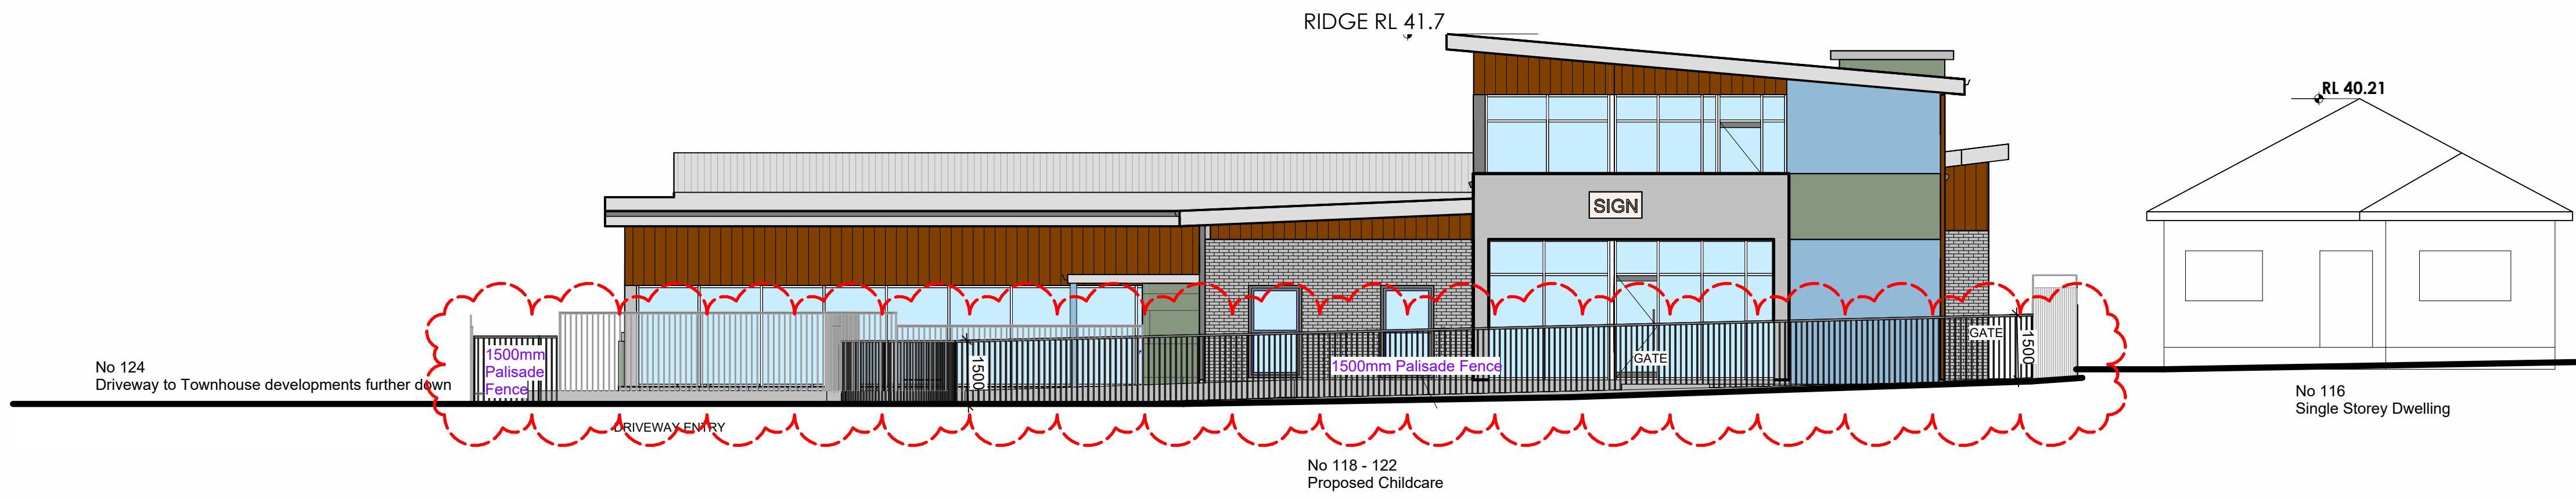 RIDGE RL 41.7
RL 40.21
SIGN
1500mm
Palisade
Fence
1500
1500mm Palisade Fence
GATE
GATE
1500
No 124
Driveway to Townhouse developments further down
DRIVEWAY ENTRY
No 116
Single Storey Dwelling
No 118 - 122
Proposed Childcare